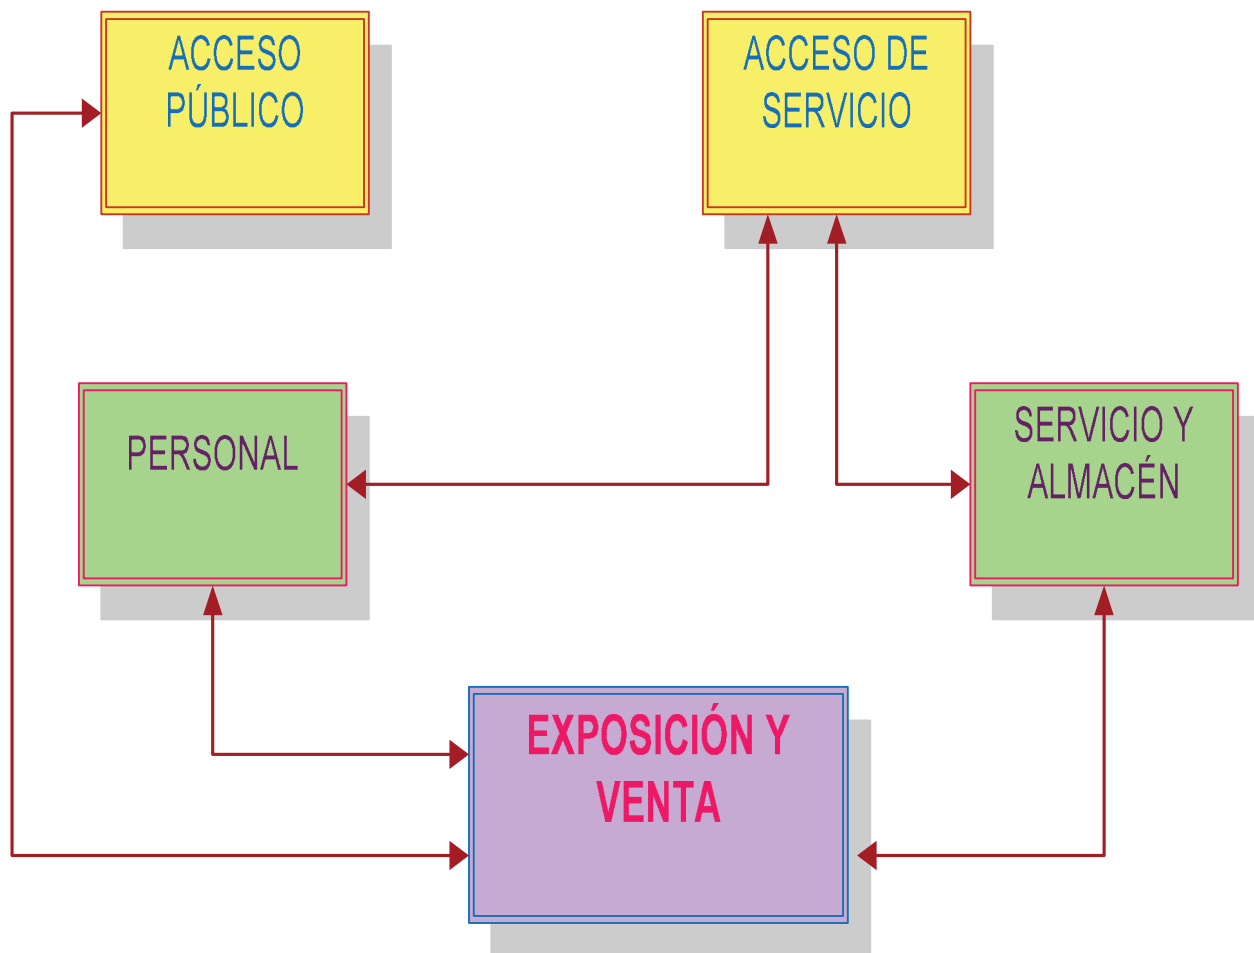 ACCESO
PÚBLICO
ACCESO DE
SERVICIO
PERSONAL
SERVICIO Y
ALMACÉN
EXPOSICIÓN Y
VENTA